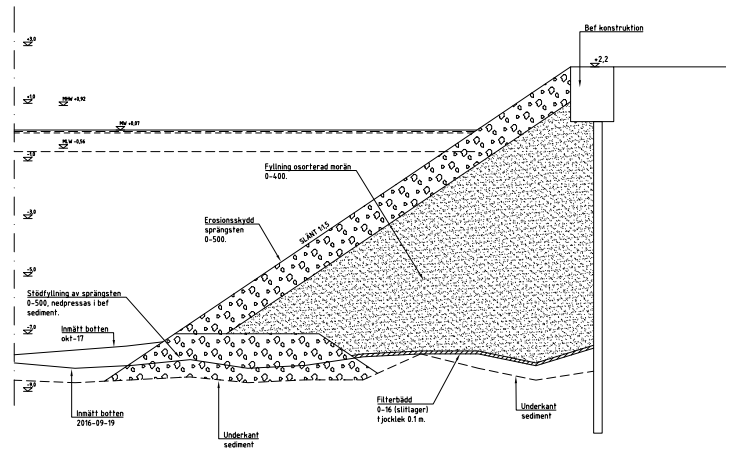 Bef konstruktion
+3,0
+2,2
+1,0
MHW +0,92
MW +0,07
MLW -0,56
-1,0
Fyllning osorterad morän
0-400.
-3,0
Erosionsskydd
sprängsten
0-500.
SLÄNT 1:1.5
-5,0
Stödfyllning av sprängsten
0-500, nedpressas i bef
sediment.
-7,0
Inmätt botten
okt-17
-9,0
Filterbädd
0-16 (slitlager)
tjocklek 0.1 m.
Underkant
sediment
Inmätt botten
2016-09-19
Underkant
sediment